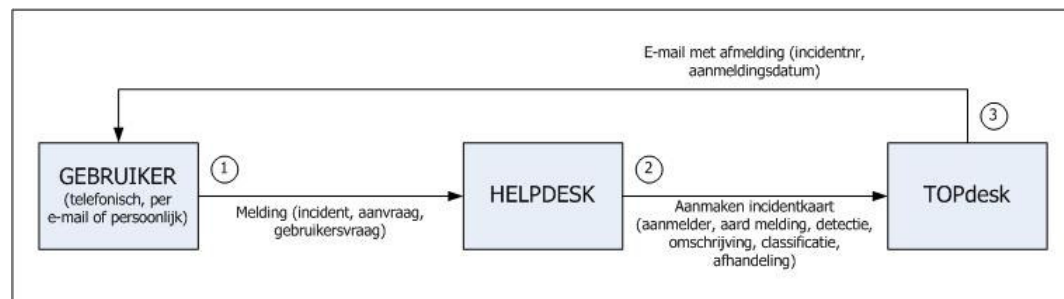 E-mail met afmelding (incidentnr,
aanmeldingsdatum)
3
GEBRUIKER
(telefonisch, per
e-mail of persoonlijk)
1
Melding (incident, aanvraag,
gebruikersvraag)
HELPDESK
2
Aanmaken incidentkaart
(aanmelder, aard melding, detectie,
omschrijving, classificatie,
afhandeling)
TOPdesk